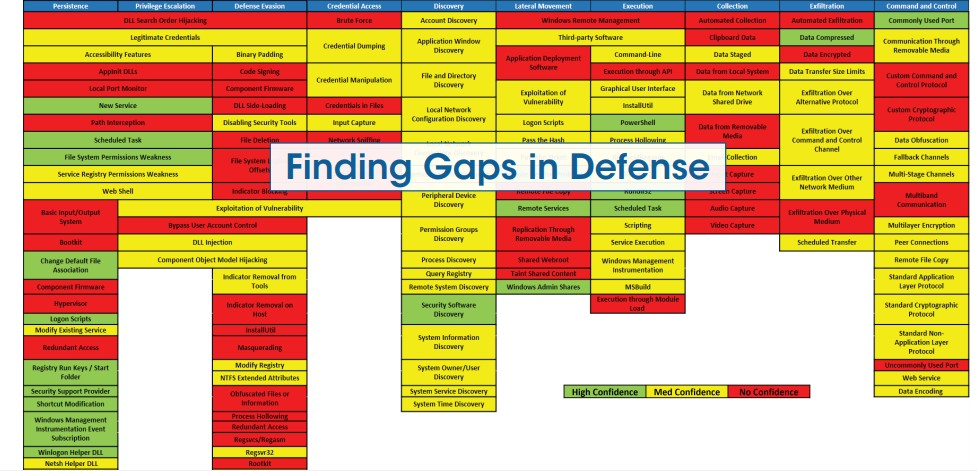 Persistence
Privilege Escalation
Defense Evasion
Credential Access
Discovery
Lateral Movement
Execution
Collection
Exfiltration
Command and Control
DLL Search Order Hijacking
Brute Force
Account Discovery
Windows Remote Management
Automated Collection
Automated Exfiltration
Commonly Used Port
Legitimate Credentials
Credential Dumping
Application Window
Discovery
Third-party Software
Clipboard Data
Data Compressed
Communication Through
Removable Media
Accessibility Features
Binary Padding
Application Deployment
Software
Command-Line
Data Staged
Data Encrypted
AppInit DLLs
Code Signing
Credential Manipulation
File and Directory
Discovery
Execution through API
Data from Local System
Data Transfer Size Limits
Custom Command and
Control Protocol
Local Port Monitor
Component Firmware
Exploitation of
Vulnerability
Graphical User Interface
Data from Network
Shared Drive
Exfiltration Over
Alternative Protocol
New Service
DLL Side-Loading
Credentials in Files
Local Network
Configuration Discovery
InstallUtil
Custom Cryptographic
Protocol
Path Interception
Disabling Security Tools
Input Capture
Logon Scripts
PowerShell
Data from Removable
Media
Exfiltration Over
Command and Control
Channel
Scheduled Task
File Deletion
Network Sniffing
Pass the Hash
Process Hollowing
Data Obfuscation
File System Permissions Weakness
File System
Offsets
Finding Gaps in Defense
Collection
Fallback Channels
Service Registry Permissions Weakness
Capture
Exfiltration Over Other
Network Medium
Multi-Stage Channels
Web Shell
Indicator Blocking
Peripheral Device
Discovery
Remote File Copy
Rundll32
Screen Capture
Multiband
Communication
Basic Input/Output
System
Exploitation of Vulnerability
Remote Services
Scheduled Task
Audio Capture
Exfiltration Over Physical
Medium
Bypass User Account Control
Permission Groups
Discovery
Replication Through
Removable Media
Scripting
Video Capture
Multilayer Encryption
Bootkit
DLL Injection
Service Execution
Scheduled Transfer
Peer Connections
Change Default File
Association
Component Object Model Hijacking
Process Discovery
Shared Webroot
Windows Management
Instrumentation
Remote File Copy
Indicator Removal from
Tools
Query Registry
Taint Shared Content
Standard Application
Layer Protocol
Component Firmware
Remote System Discovery
Windows Admin Shares
MSBuild
Hypervisor
Indicator Removal on
Host
Security Software
Discovery
Execution through Module
Load
Standard Cryptographic
Protocol
Logon Scripts
Modify Existing Service
InstallUtil
System Information
Discovery
Standard Non-
Application Layer
Protocol
Redundant Access
Masquerading
Registry Run Keys / Start
Folder
Modify Registry
System Owner/User
Discovery
Uncommonly Used Port
NTFS Extended Attributes
Web Service
Security Support Provider
Obfuscated Files or
Information
System Service Discovery
High Confidence
Med Confidence
No Confidence
Data Encoding
Shortcut Modification
System Time Discovery
Windows Management
Instrumentation Event
Subscription
Process Hollowing
Redundant Access
Regsvcs/Regasm
Winlogon Helper DLL
Regsvr32
Netsh Helper DLL
Rootkit